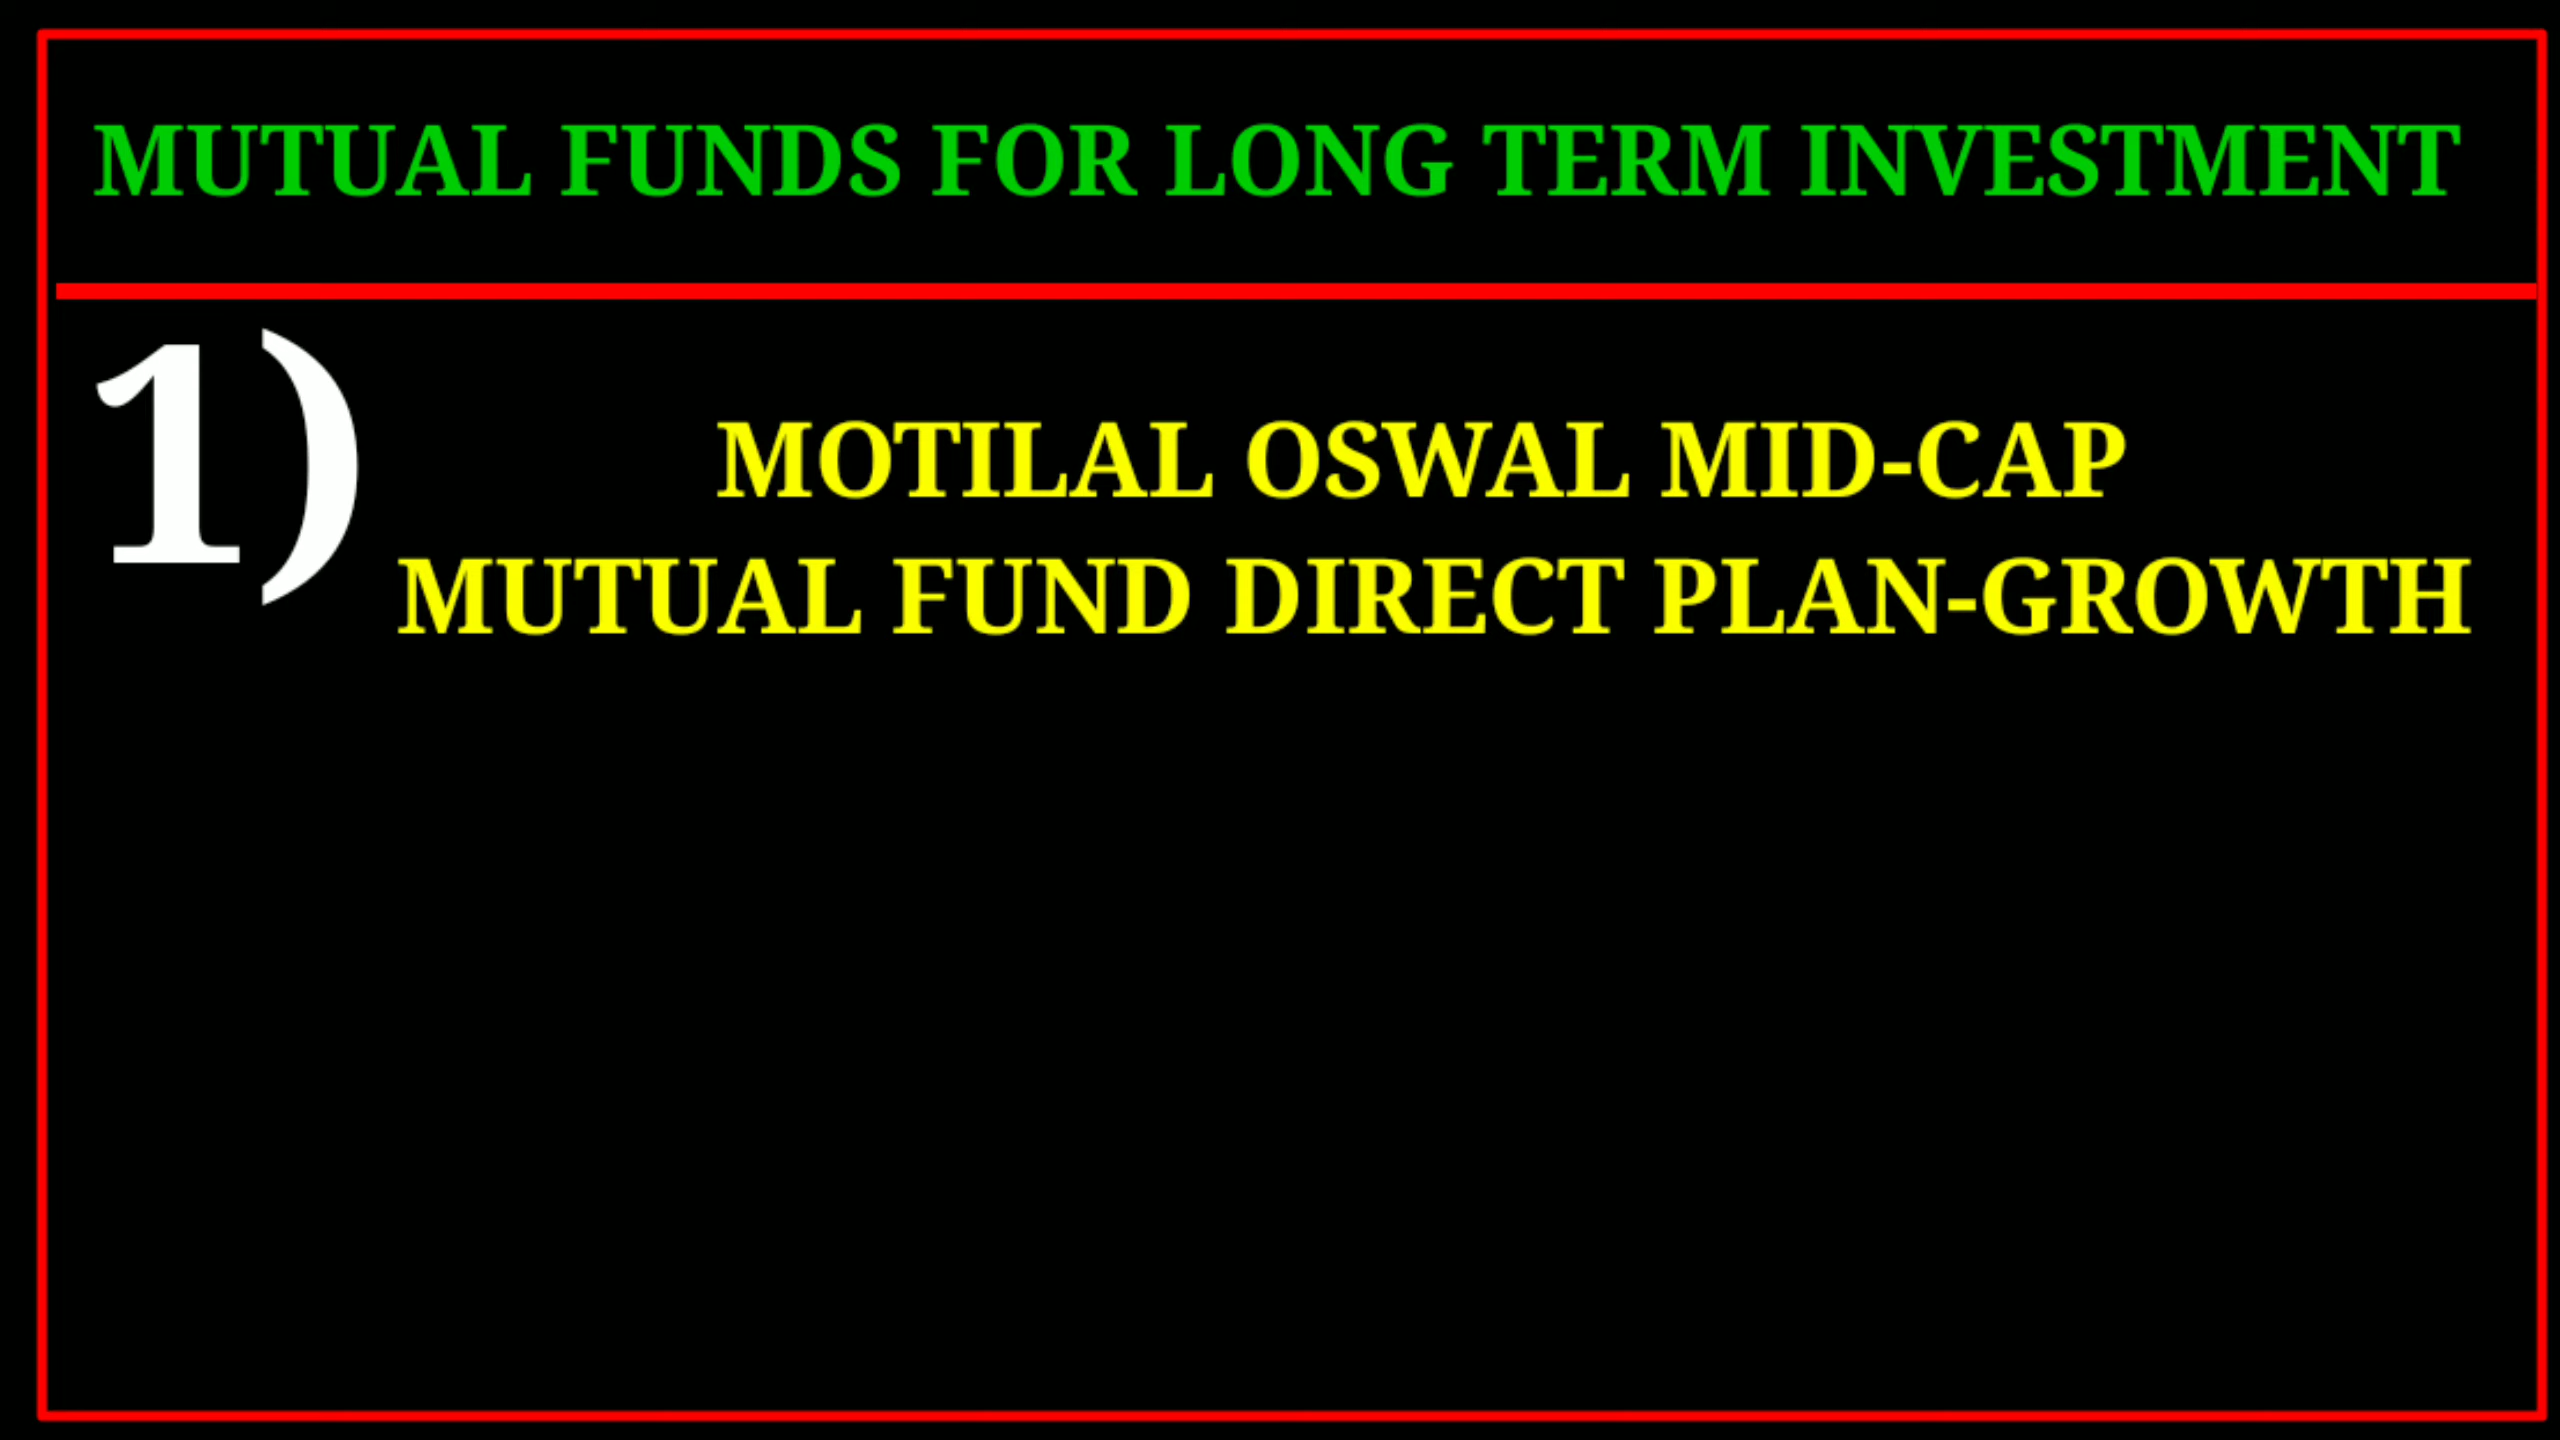 MUTUAL FUNDS FOR LONG TERM INVESTMENT
1)
MOTILAL OSWAL MID-CAP
MUTUAL FUND DIRECT PLAN-GROWTH